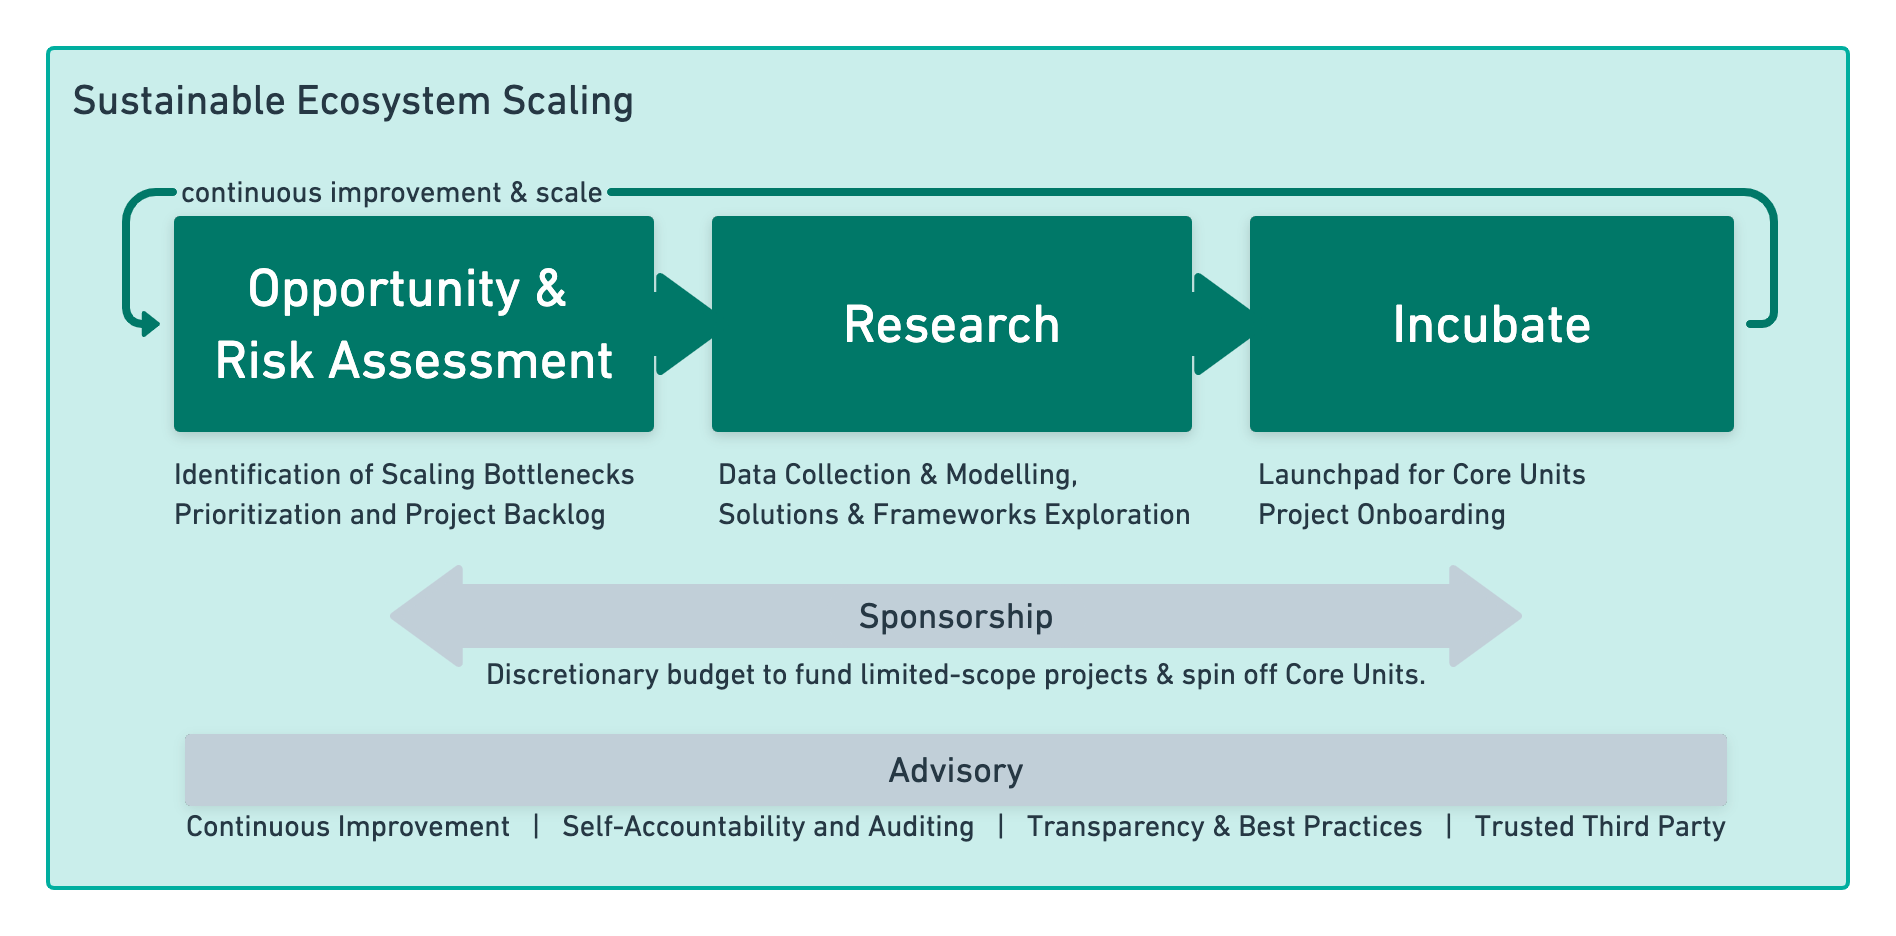 Sustainable Ecosystem Scaling
continuous improvement & scale
Opportunity &
Risk Assessment
Research
Incubate
Identification of Scaling Bottlenecks
Prioritization and Project Backlog
Data Collection & Modelling,
Solutions & Frameworks Exploration
Launchpad for Core Units
Project Onboarding
Sponsorship
Discretionary budget to fund limited-scope projects & spin off Core Units.
Advisory
Continuous Improvement | Self-Accountability and Auditing | Transparency & Best Practices | Trusted Third Party